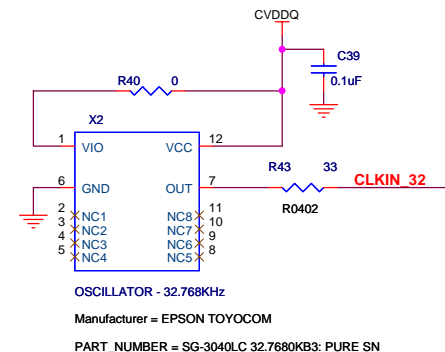 CVDDQ
C39
0.1uF
R40 0
X2
1 VIO VCC 12
6 GND OUT 7
R43 33
CLKIN_32
R0402
2 NC1 NC8 11
3 NC2 NC7 10
4 NC3 NC6 9
5 NC4 NC5 8
OSCILLATOR - 32.768KHz
Manufacturer = EPSON TOYOCOM
PART_NUMBER = SG-3040LC 32.7680KB3: PURE SN